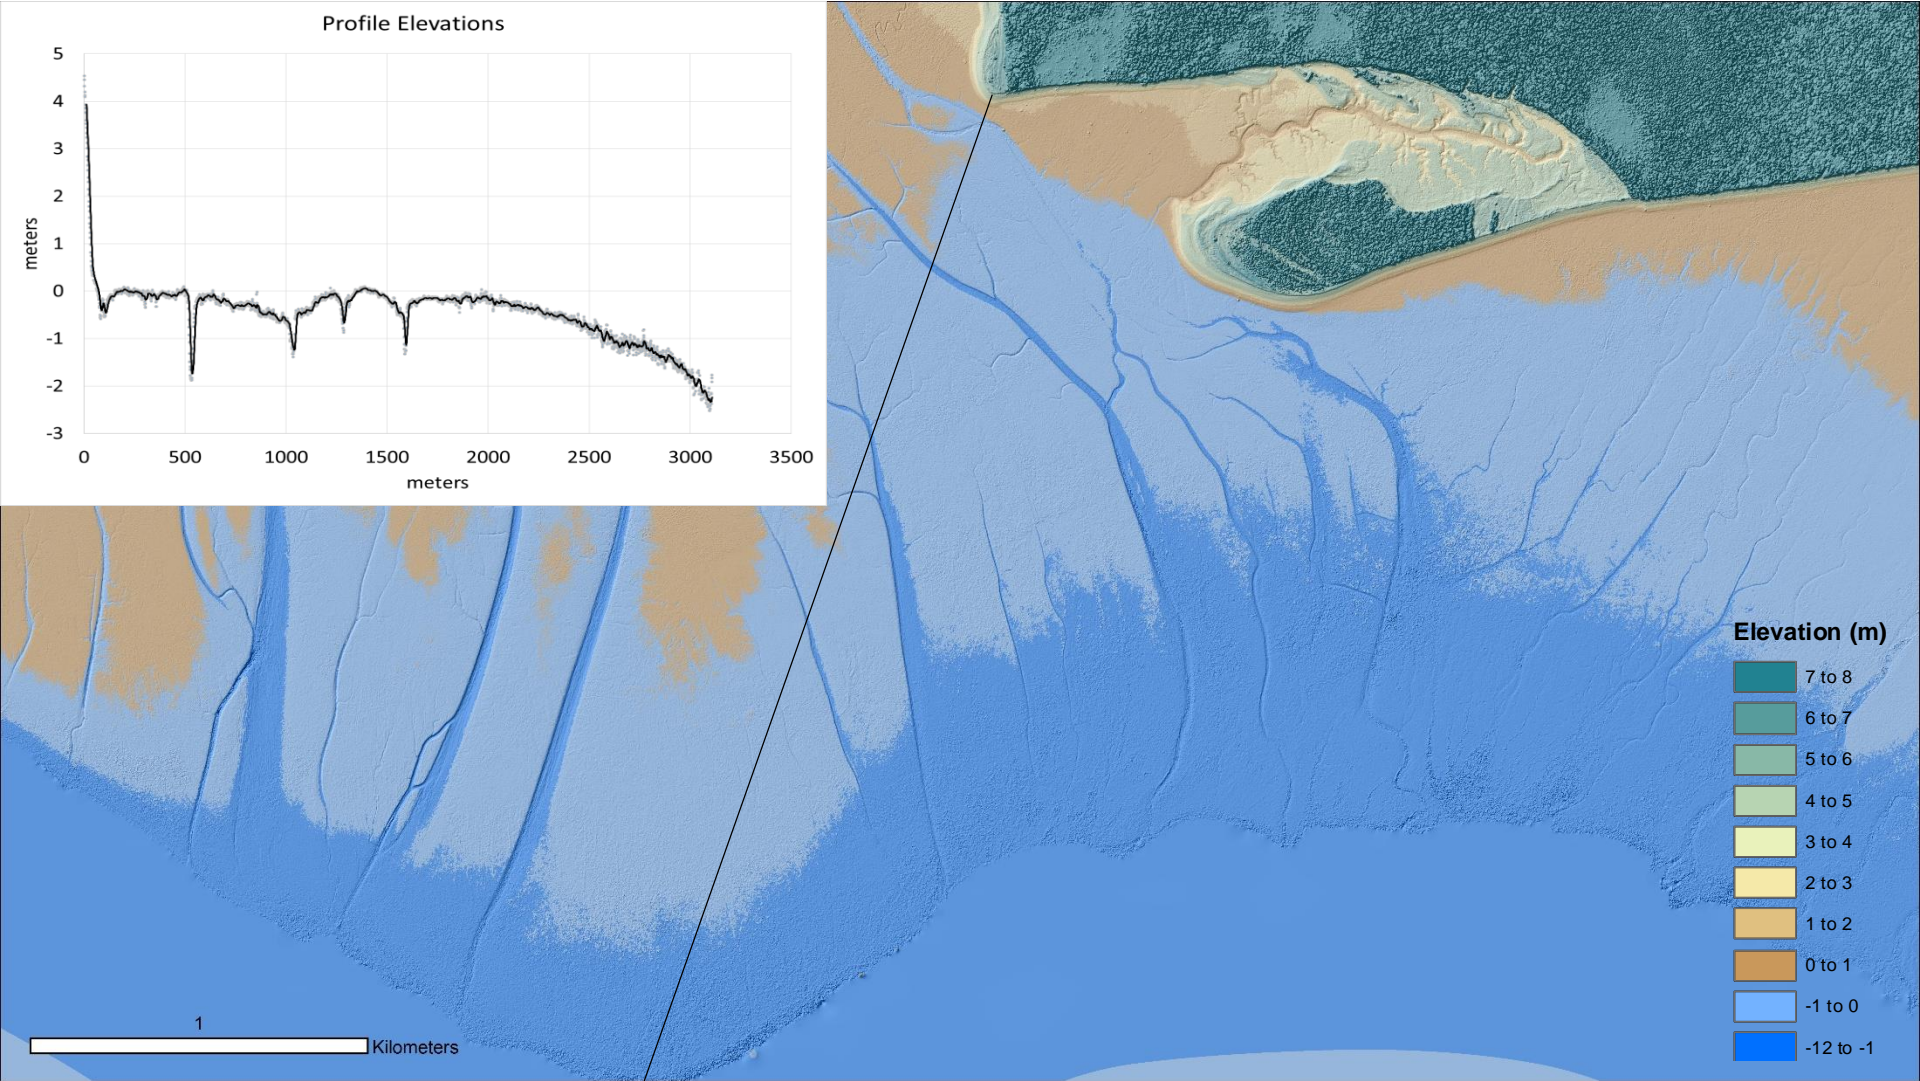 Profile Elevations
5
4
3
2
1
0
-1
-2
-3
meters
0 500 1000 1500 2000 2500 3000 3500
meters
Elevation (m)
7 to 8
6 to 7
5 to 6
4 to 5
3 to 4
2 to 3
1 to 2
0 to 1
-1 to 0
-12 to -1
1
Kilometers